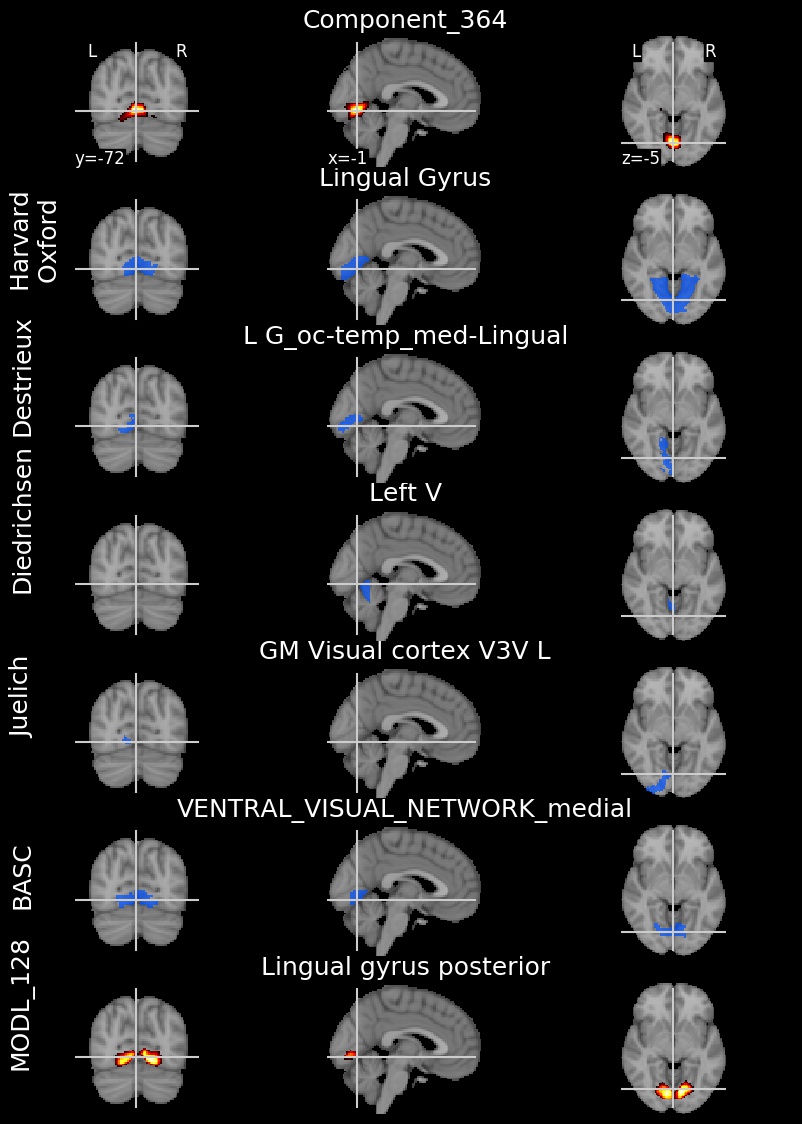 Component_364
L R L R
y=-72 x=-1 z=-5
Lingual Gyrus
Harvard
Oxford
L G_oc-temp_med-Lingual
Destrieux
Left V
Diedrichsen
GM Visual cortex V3V L
Juelich
VENTRAL_VISUAL_NETWORK_medial
BASC
Lingual gyrus posterior
MODL_128